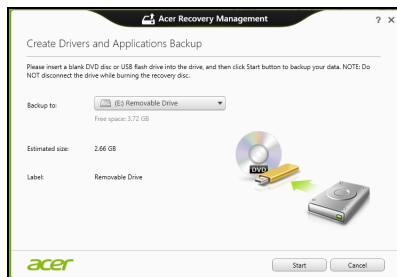 Acer Recovery Management
? X
Create Drivers and Applications Backup
Please insert a blank DVD disc or USB flash drive into the drive, and then click Start button to backup your data. NOTE: Do
NOT disconnect the drive while burning the recovery disc.
Backup to: (E:) Removable Drive
Free space: 3.72 GB
Estimated size: 2.66 GB
DVD
Label: Removable Drive
acer Start Cancel